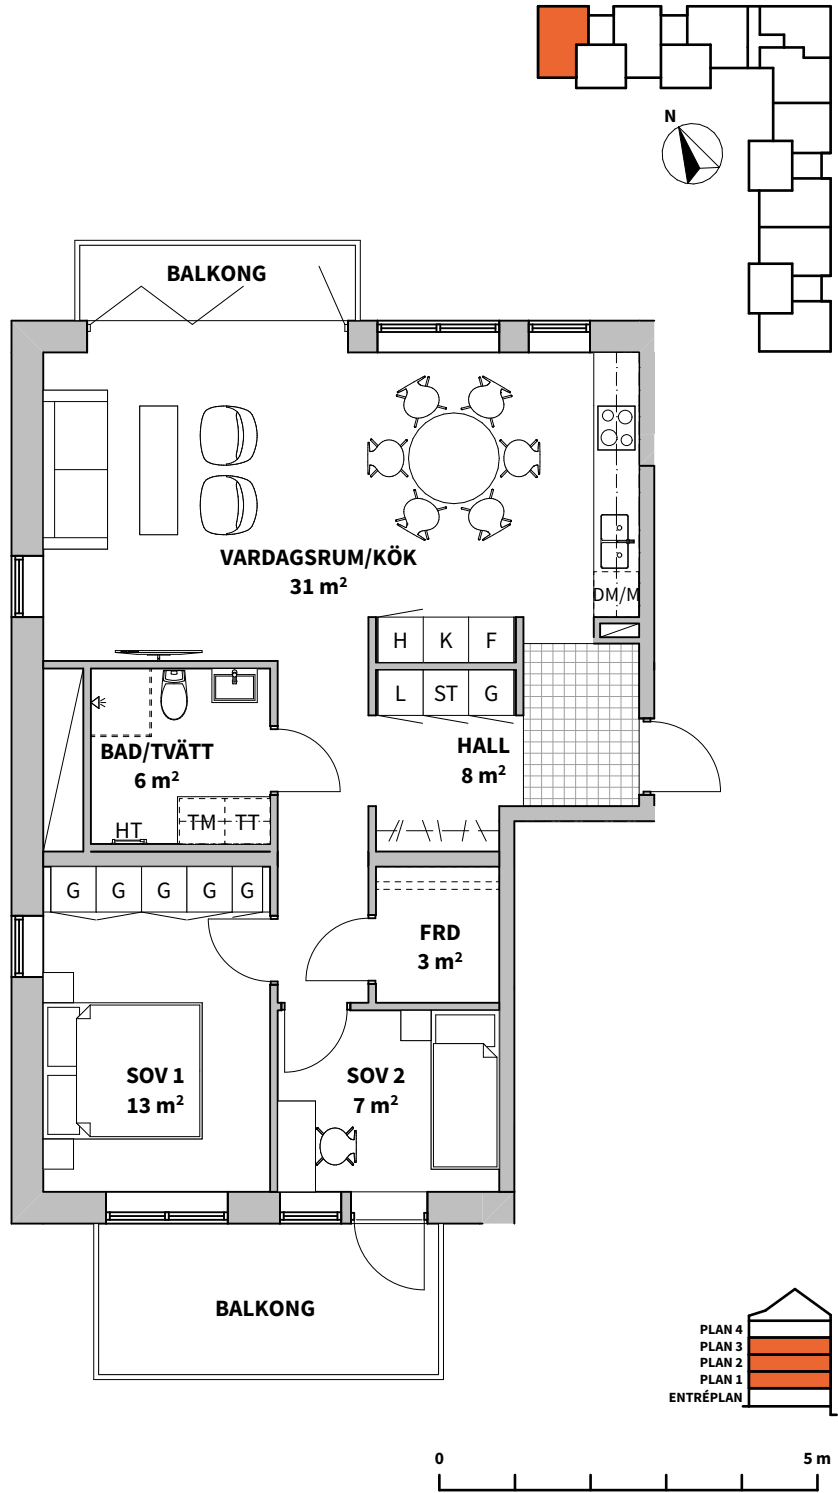 N
BALKONG
VARDAGSRUM/KÖK
31 m²
DM/M
H K F
L ST G
HALL
8 m²
BAD/TVÄTT
6 m²
HT
TM TT
G G G G G
FRD
3 m²
SOV 1
13 m²
SOV 2
7 m²
BALKONG
PLAN 4
PLAN 3
PLAN 2
PLAN 1
ENTRÉPLAN
0 5 m